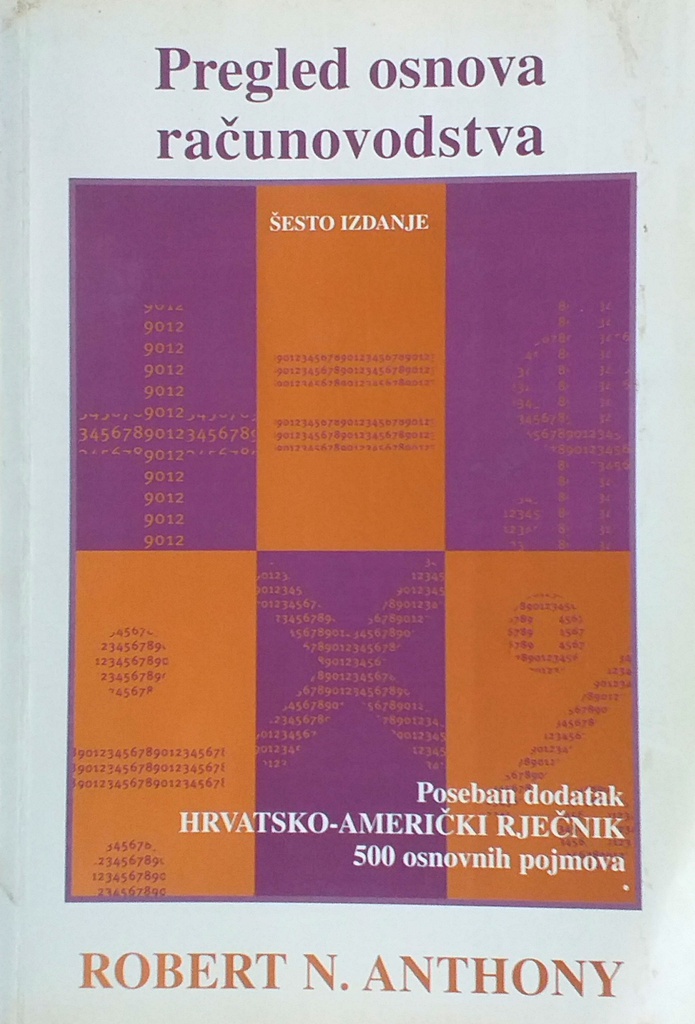 Pregled osnova
računovodstva
ŠESTO IZDANJE
Poseban dodatak
HRVATSKO-AMERIČKI RJEČNIK
500 osnovnih pojmova
ROBERT N. ANTHONY